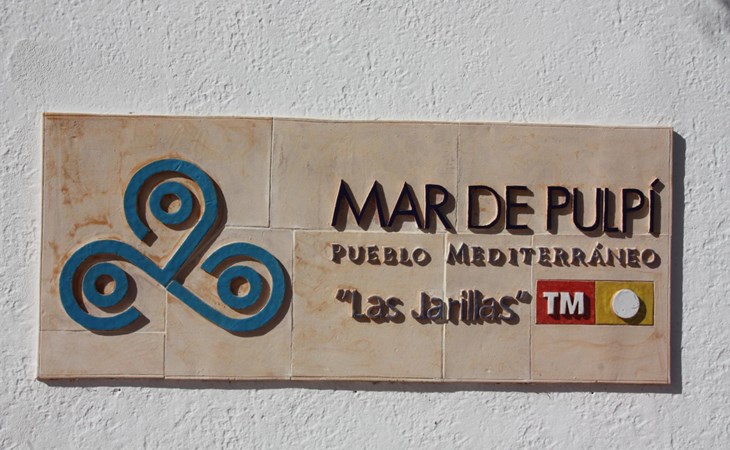 MAR DE PULPÍ
PUEBLO MEDITERRÁNEO
"Las Jarillas" TM